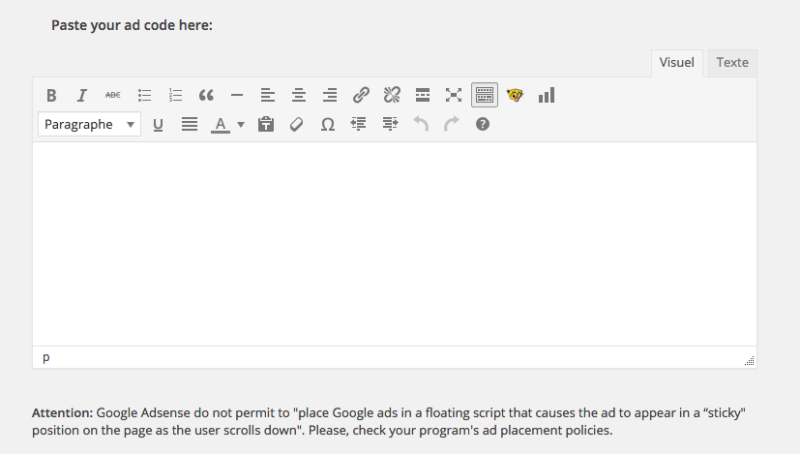 Paste your ad code here:
Visuel Texte
B I ABC
Paragraphe U A Ω ?
p
Attention: Google Adsense do not permit to "place Google ads in a floating script that causes the ad to appear in a “sticky"
position on the page as the user scrolls down". Please, check your program's ad placement policies.